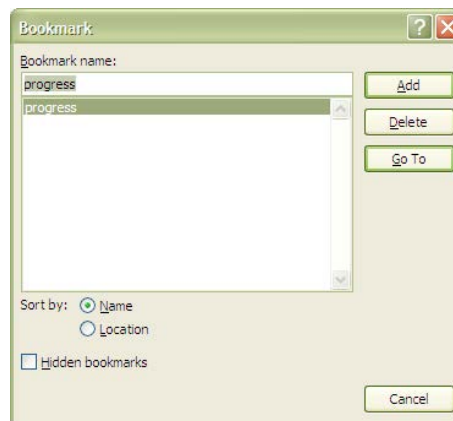 Bookmark
Bookmark name:
progress
Add
progress
Delete
Go To
Sort by: Name
Location
Hidden bookmarks
Cancel